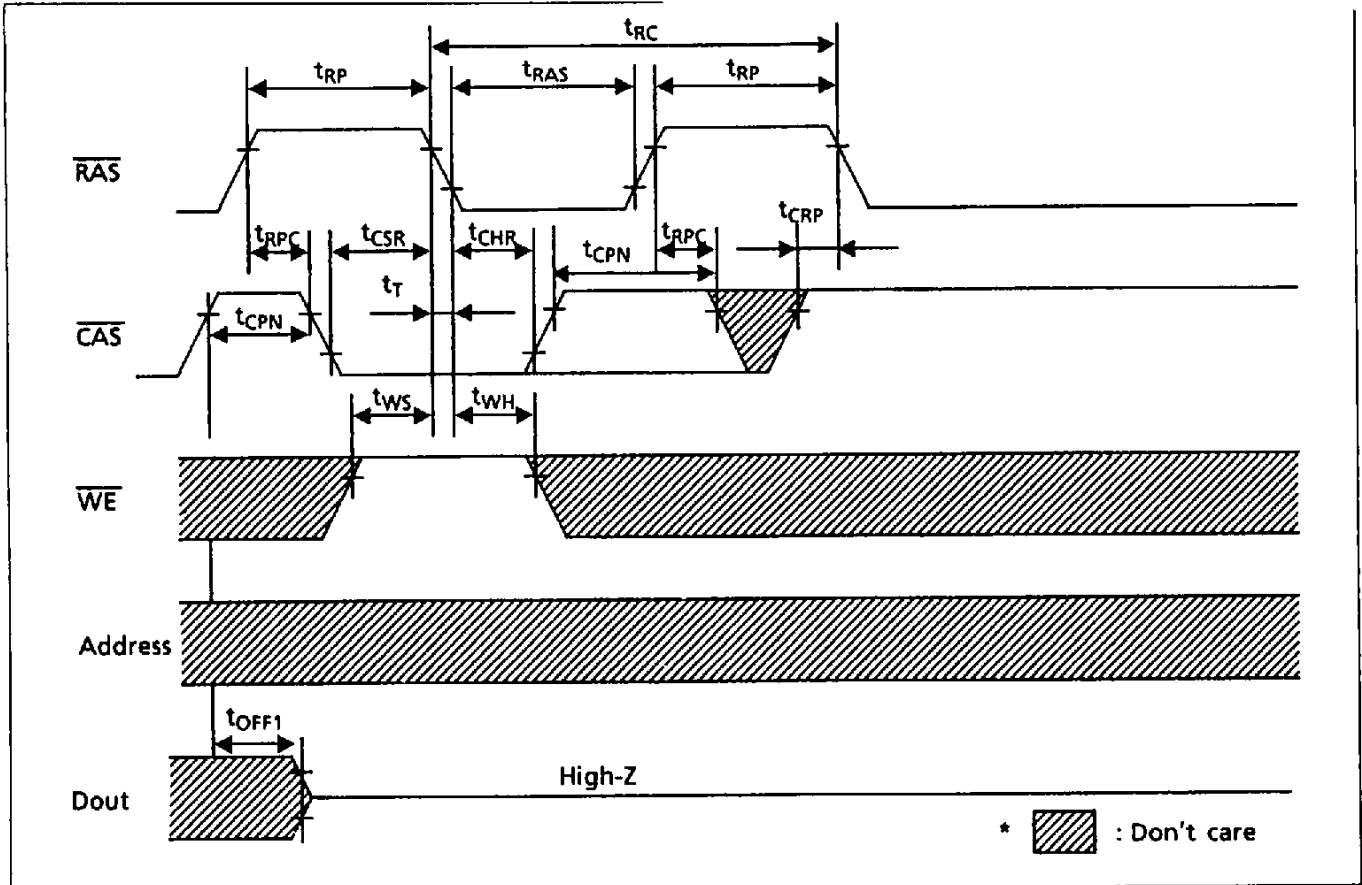 tRC
tRP tRAS tRP
RAS
tCRP
tRPC tCSR tCHR tCPN tRPC
tT
CAS tCPN
tWS tWH
WE
Address
tOFF1
Dout High-Z
* : Don't care